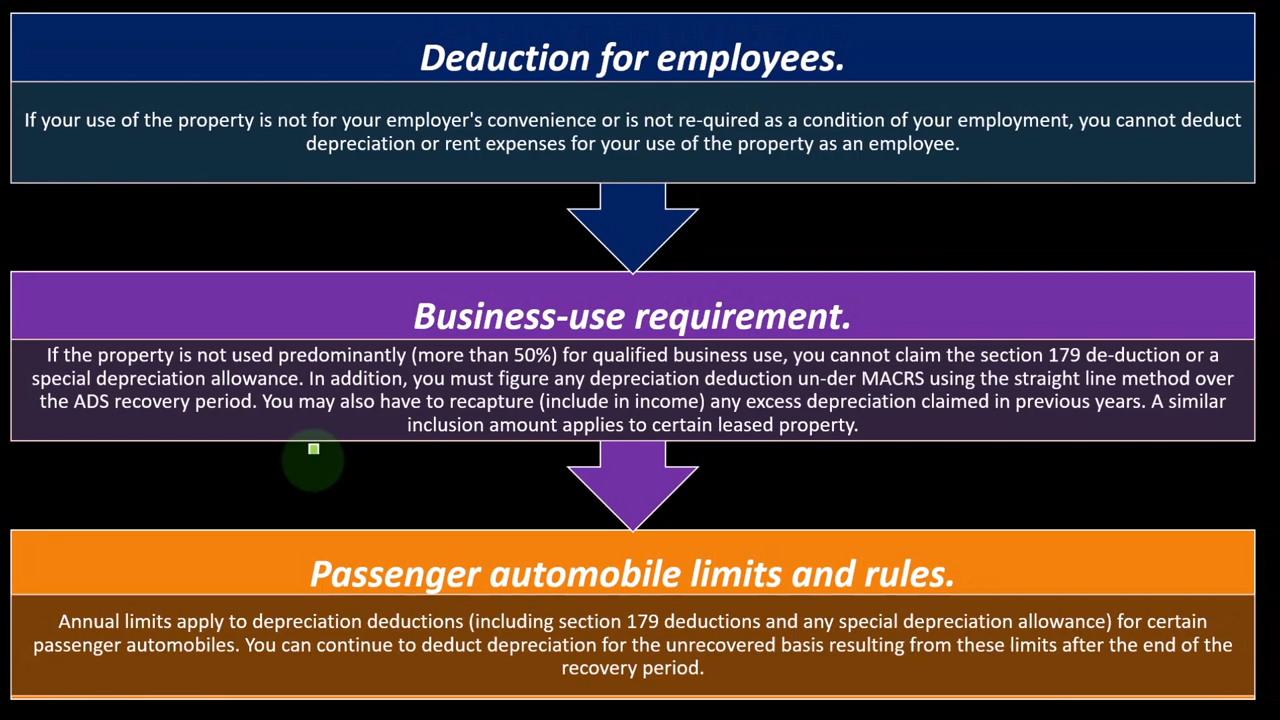 Deduction for employees.
If your use of the property is not for your employer's convenience or is not re-quired as a condition of your employment, you cannot deduct
depreciation or rent expenses for your use of the property as an employee.
Business-use requirement.
If the property is not used predominantly (more than 50%) for qualified business use, you cannot claim the section 179 de-duction or a
special depreciation allowance. In addition, you must figure any depreciation deduction un-der MACRS using the straight line method over
the ADS recovery period. You may also have to recapture (include in income) any excess depreciation claimed in previous years. A similar
inclusion amount applies to certain leased property.
Passenger automobile limits and rules.
Annual limits apply to depreciation deductions (including section 179 deductions and any special depreciation allowance) for certain
passenger automobiles. You can continue to deduct depreciation for the unrecovered basis resulting from these limits after the end of the
recovery period.